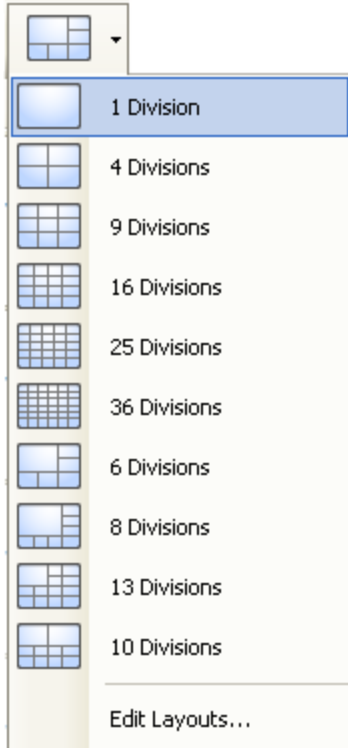 1 Division
4 Divisions
9 Divisions
16 Divisions
25 Divisions
36 Divisions
6 Divisions
8 Divisions
13 Divisions
10 Divisions
Edit Layouts...